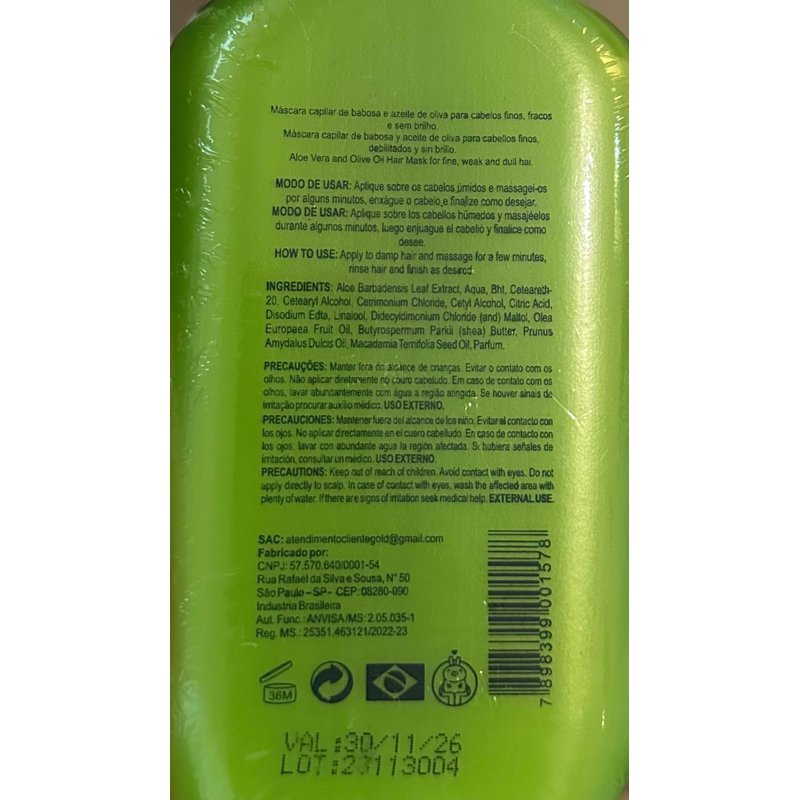 Máscara capilar de babosa e azeite de oliva para cabelos finos, fracos
e sem brilho.
Máscara capilar de babosa y aceite de oliva para cabellos finos,
debilitados y sin brillo.
Aloe Vera and Olive Oil Hair Mask for fine, weak and dull hai.
MODO DE USAR: Aplique sobre os cabelos úmidos e massagei-os
por alguns minutos, enxágue o cabelo e finalize como desejar.
MODO DE USAR: Aplique sobre los cabellos húmedos y masajéelos
durante algunos minutos, luego enjuague el cabello y finalice como
desee.
HOW TO USE: Apply to damp hair and massage for a few minutes,
rinse hair and finish as desired.
INGREDIENTS: Aloe Barbadensis Leaf Extract, Aqua, Bht, Ceteareth-
20, Cetearyl Alcohol, Cetrimonium Chloride, Cetyl Alcohol, Citric Acid,
Disodium Edta, Linalool, Didecyldimonium Chloride (and) Maltol, Olea
Europaea Fruit Oil, Butyrospermum Parkii (shea) Butter, Prunus
Amydalus Dulcis Oil, Macadamia Ternifolia Seed Oil, Parfum.
PRECAUÇÕES: Manter fora do alcance de crianças. Evitar o contato com os
olhos. Não aplicar diretamente no couro cabeludo. Em caso de contato com os
olhos, lavar abundantemente com água a região atingida. Se houver sinais de
irritação procurar auxílio médico. USO EXTERNO.
PRECAUCIONES: Mantener fuera del alcance de los niño. Evitar el contacto con
los ojos. No aplicar directamente en el cuero cabelludo. En caso de contacto con
los ojos, lavar con abundante agua la región afectada. Si hubiera señales de
irritación, consultar un médico. USO EXTERNO.
PRECAUTIONS: Keep out of reach of children. Avoid contact with eyes. Do not
apply directly to scalp. In case of contact with eyes, wash the affected area with
plenty of water. If there are signs of irritation seek medical help. EXTERNAL USE.
SAC: atendimentoclientegold@gmail.com
Fabricado por:
CNPJ: 57.570.640/0001-54
Rua Rafael da Silva e Sousa, N° 50
São Paulo - SP - CEP: 08280-090
Industria Brasileira
Aut. Func.: ANVISA/MS: 2.05.035-1
Reg. MS.: 25351.463121/2022-23
7 898399 001578
36M
VAL:30/11/26
LOT:23113004